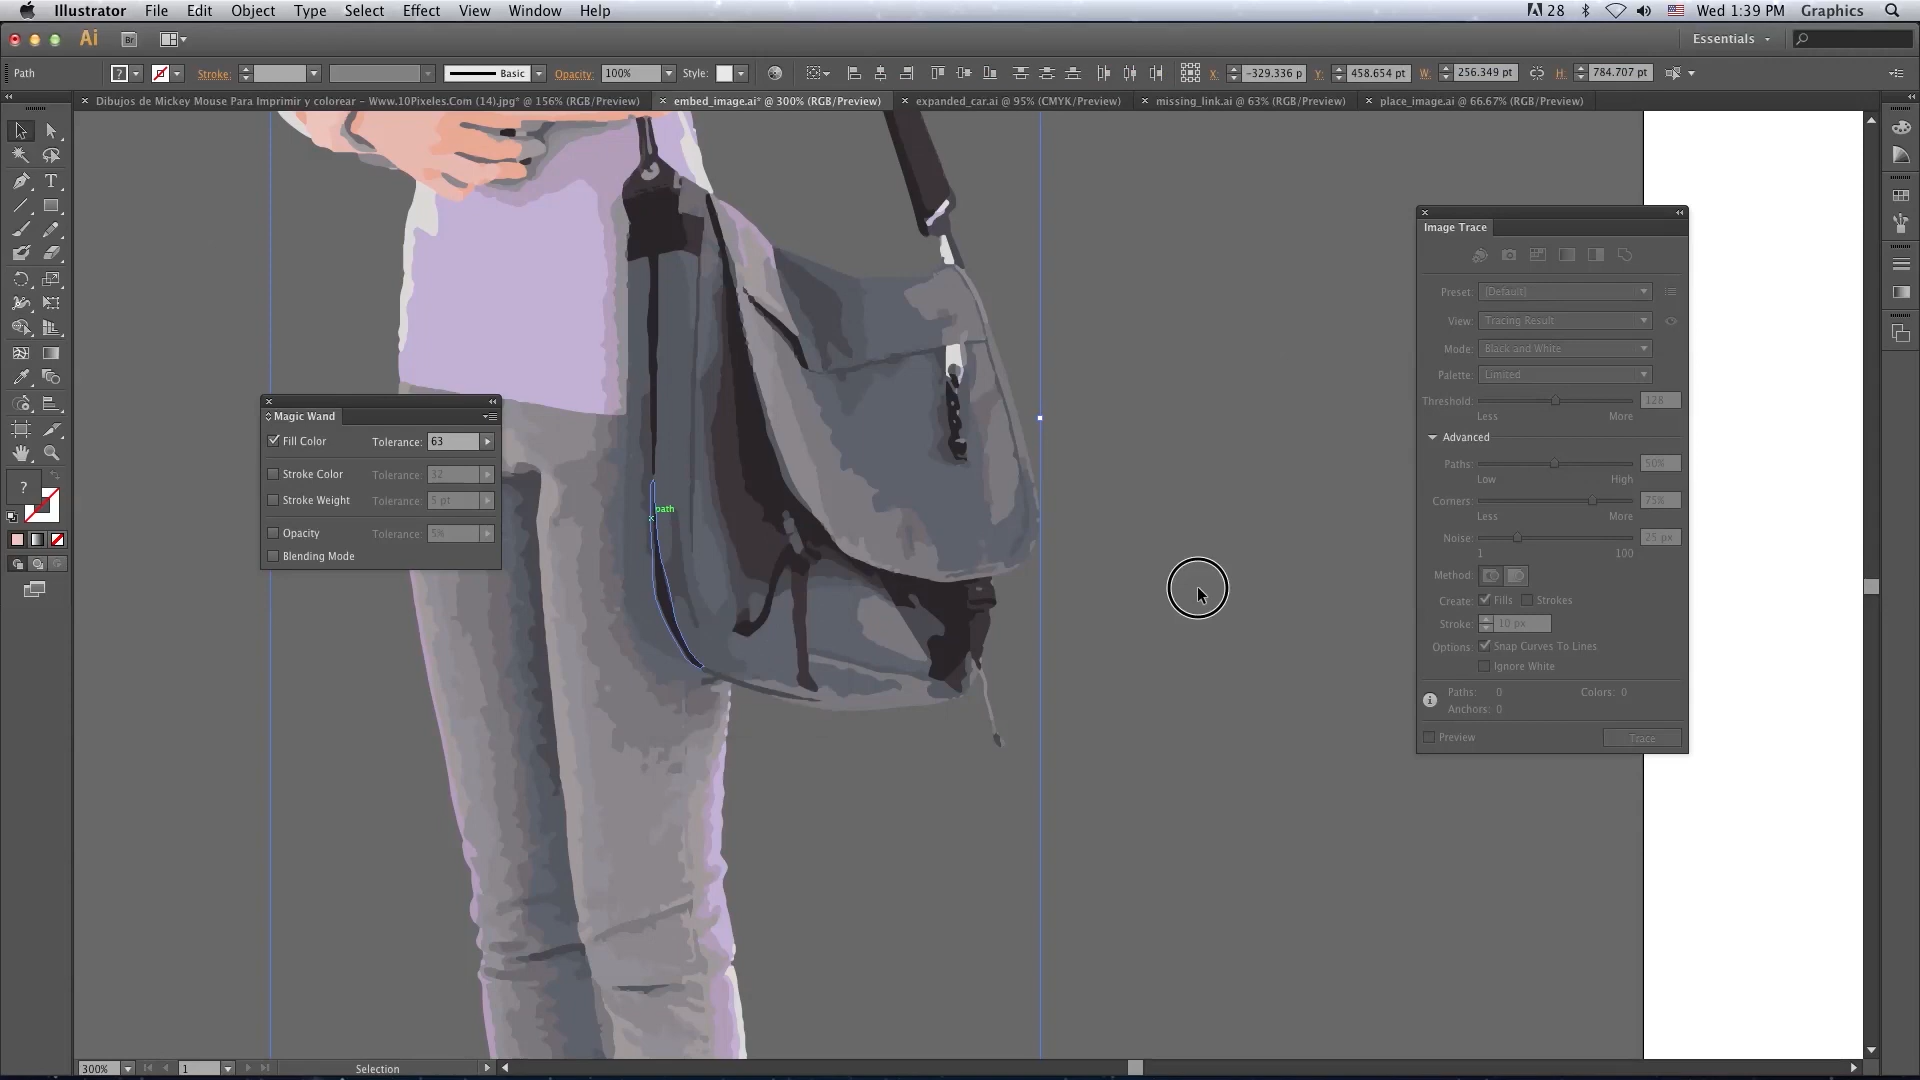 Illustrator File Edit Object Type Select Effect View Window Help 28 Wed 1:39 PM Graphics
Ai Br Essentials
Path ? Stroke: Basic Opacity: 100% Style: X: -329.336 p Y: 458.654 pt W: 256.349 pt H: 784.707 pt
Dibujos de Mickey Mouse Para Imprimir y colorear - Www.10Pixeles.Com (14).jpg* @ 156% (RGB/Preview) embed_image.ai* @ 300% (RGB/Preview) expanded_car.ai @ 95% (CMYK/Preview) missing_link.ai @ 63% (RGB/Preview) place_image.ai @ 66.67% (RGB/Preview)
T
?
Magic Wand
Fill Color Tolerance: 63
Stroke Color Tolerance: 32
Stroke Weight Tolerance: 5 pt
Opacity Tolerance: 5%
Blending Mode
path
Image Trace
Preset: [Default]
View: Tracing Result
Mode: Black and White
Palette: Limited
Threshold: 128
Less More
Advanced
Paths: 50%
Low High
Corners: 75%
Less More
Noise: 25 px
1 100
Method:
Create: Fills Strokes
Stroke: 10 px
Options: Snap Curves To Lines
Ignore White
Paths: 0 Colors: 0
Anchors: 0
Preview Trace
300% 1 Selection